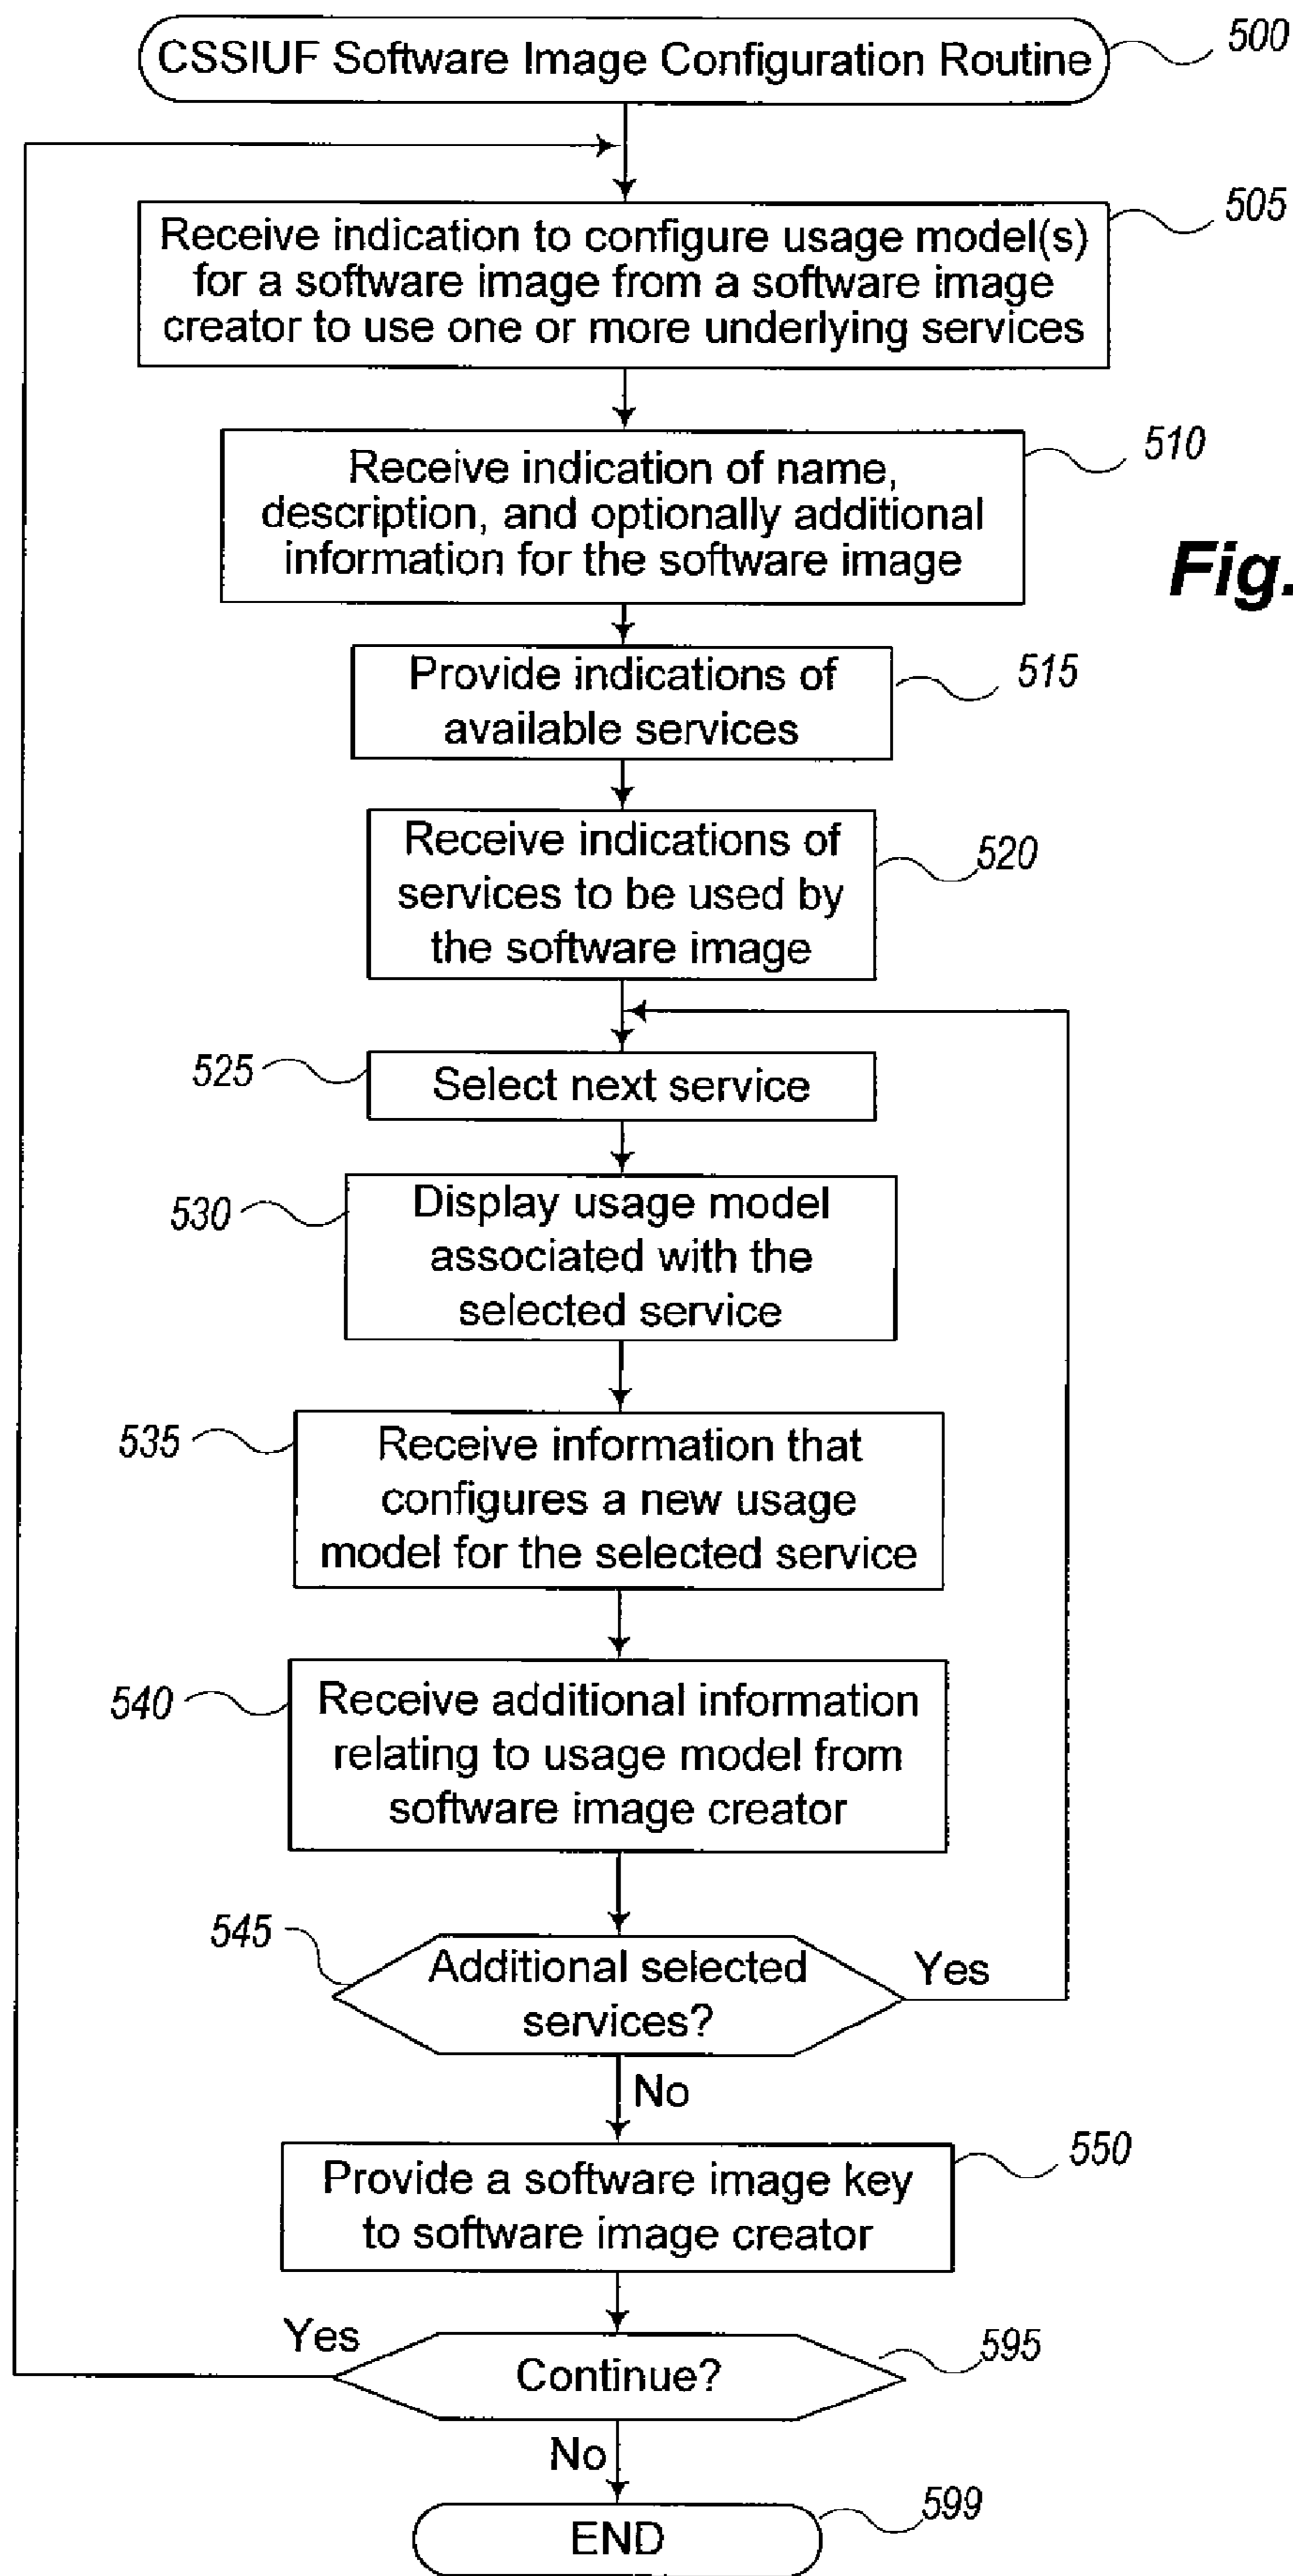 CSSIUF Software Image Configuration Routine
500
Receive indication to configure usage model(s)
for a software image from a software image
creator to use one or more underlying services
505
Receive indication of name,
description, and optionally additional
information for the software image
510
Fig.
Provide indications of
available services
515
Receive indications of
services to be used by
the software image
520
525
Select next service
530
Display usage model
associated with the
selected service
535
Receive information that
configures a new usage
model for the selected service
540
Receive additional information
relating to usage model from
software image creator
545
Additional selected
services?
Yes
No
Provide a software image key
to software image creator
550
Yes
Continue?
595
No
END
599